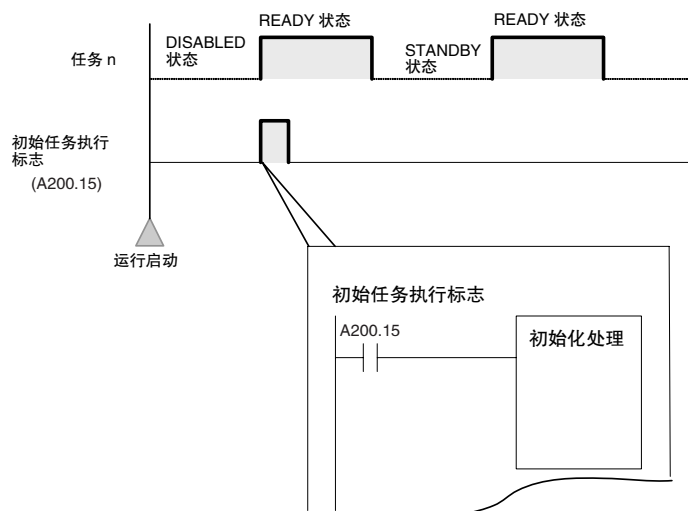 READY 状态
READY 状态
DISABLED
状态
STANDBY
状态
任务 n
初始任务执行
标志
(A200.15)
运行启动
初始任务执行标志
A200.15
初始化处理